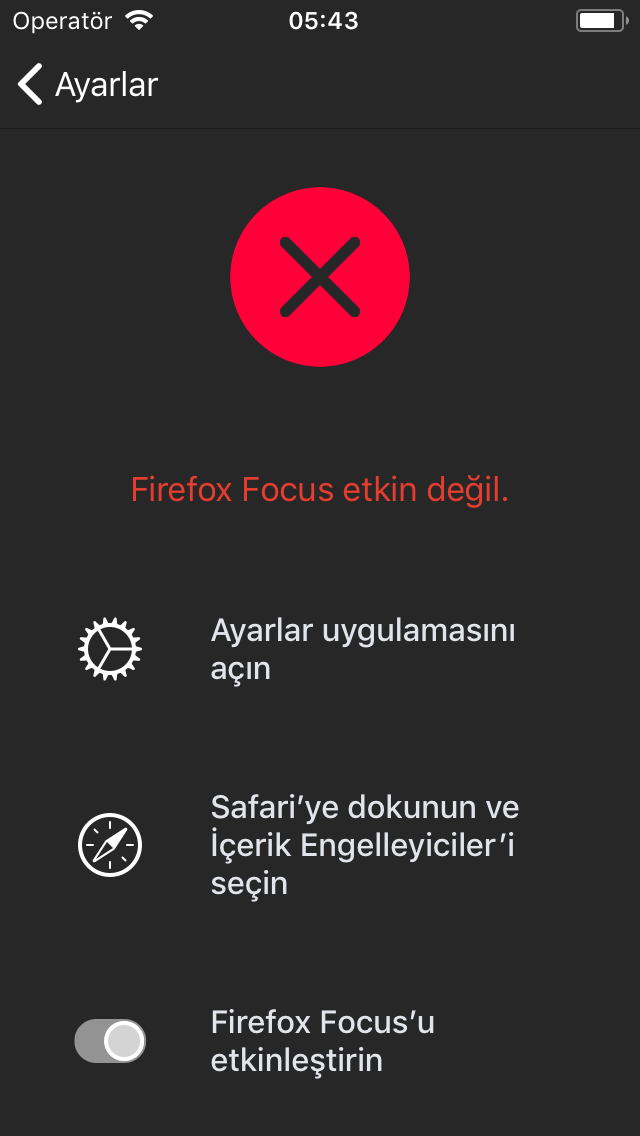 Operatör 05:43
Ayarlar
Firefox Focus etkin değil.
Ayarlar uygulamasını
açın
Safari’ye dokunun ve
İçerik Engelleyiciler’i
seçin
Firefox Focus’u
etkinleştirin